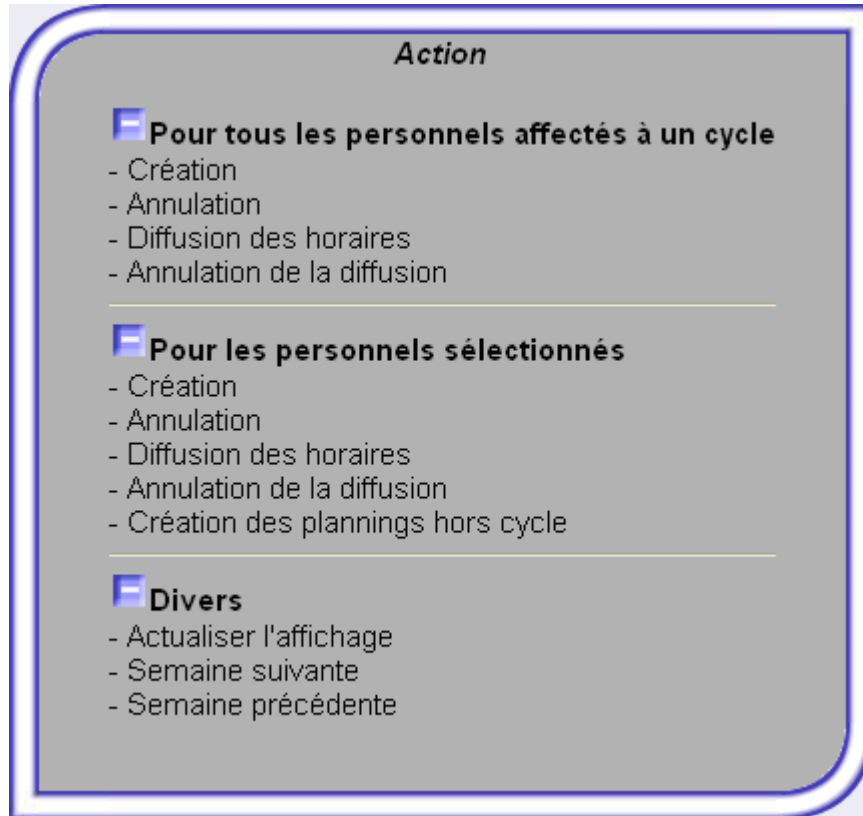 Action
Pour tous les personnels affectés à un cycle
- Création
- Annulation
- Diffusion des horaires
- Annulation de la diffusion
Pour les personnels sélectionnés
- Création
- Annulation
- Diffusion des horaires
- Annulation de la diffusion
- Création des plannings hors cycle
Divers
- Actualiser l'affichage
- Semaine suivante
- Semaine précédente